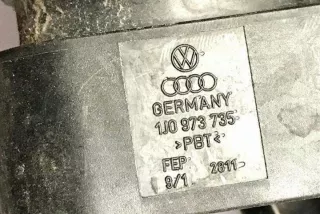 GERMANY
1J0 973 735
>PBT<
FEP
2811
9/1